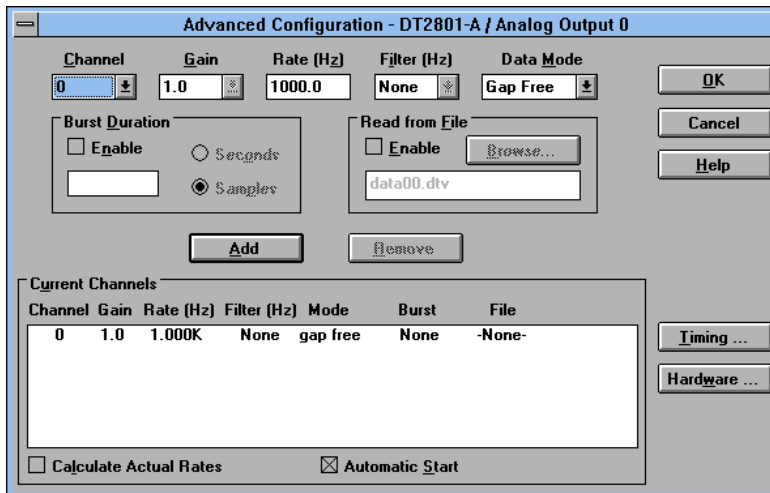 Advanced Configuration - DT2801-A / Analog Output 0
Channel Gain Rate (Hz) Filter (Hz) Data Mode
0 1.0 1000.0 None Gap Free
OK
Cancel
Help
Burst Duration
Enable
Seconds
Samples
Read from File
Enable
Browse...
data00.dtv
Add
Remove
Current Channels
Channel Gain Rate (Hz) Filter (Hz) Mode Burst File
0 1.0 1.000K None gap free None -None-
Timing ...
Hardware ...
Calculate Actual Rates
Automatic Start